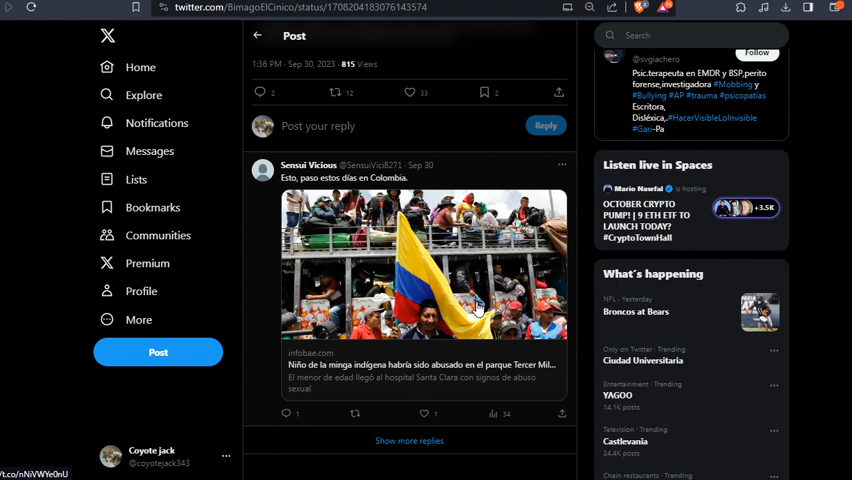 twitter.com/BimagoElCinico/status/1708204183076143574
Home
Explore
Notifications
Messages
Lists
Bookmarks
Communities
Premium
Profile
More
Post
Coyote jack
@coyotejack343
/t.co/nNiVWYe0nU
Post
1:36 PM · Sep 30, 2023 · 815 Views
2
12
33
2
Post your reply
Reply
Sensui Vicious @SensuiVici8271 · Sep 30
Esto, paso estos días en Colombia.
infobae.com
Niño de la minga indígena habría sido abusado en el parque Tercer Mil...
El menor de edad llegó al hospital Santa Clara con signos de abuso
sexual
1
1
34
Show more replies
Search
@svgiachero
Follow
Psic.terapeuta en EMDR y BSP,perito
forense,investigadora #Mobbing y
#Bullying #AP #trauma #psicopatías
Escritora,
Disléxica,.#HacerVisibleLoInvisible
#Gari-Pa
Listen live in Spaces
Mario Nawfal is hosting
OCTOBER CRYPTO
PUMP! | 9 ETH ETF TO
LAUNCH TODAY?
#CryptoTownHall
+3.5K
What's happening
NFL · Yesterday
Broncos at Bears
Only on Twitter · Trending
Ciudad Universitaria
Entertainment · Trending
YAGOO
14.1K posts
Television · Trending
Castlevania
24.4K posts
Chain restaurants · Trending